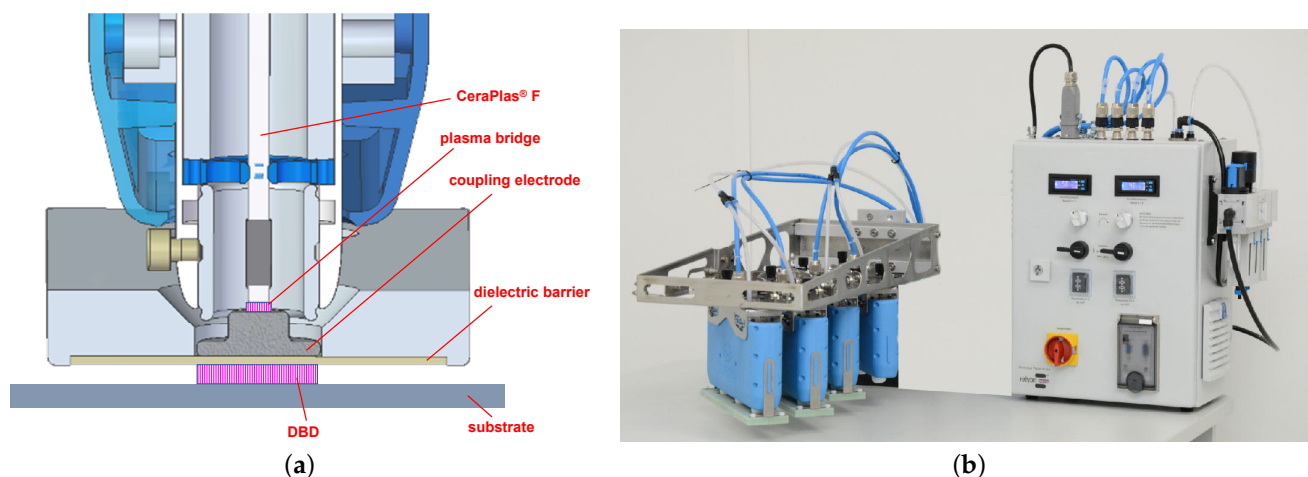 CeraPlas® F
plasma bridge
coupling electrode
dielectric barrier
DBD
substrate
(a)
(b)